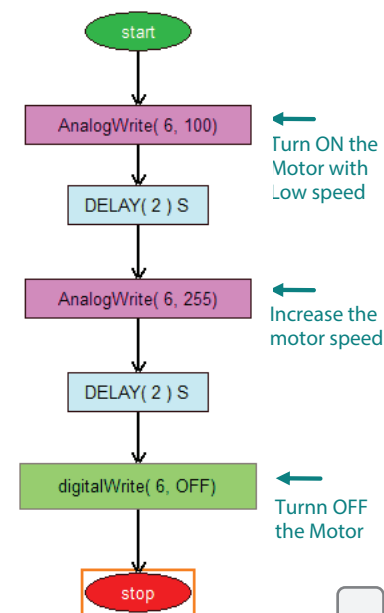 start
AnalogWrite( 6, 100)
Turn ON the
Motor with
Low speed
DELAY( 2 ) S
AnalogWrite( 6, 255)
Increase the
motor speed
DELAY( 2 ) S
digitalWrite( 6, OFF)
Turnn OFF
the Motor
stop